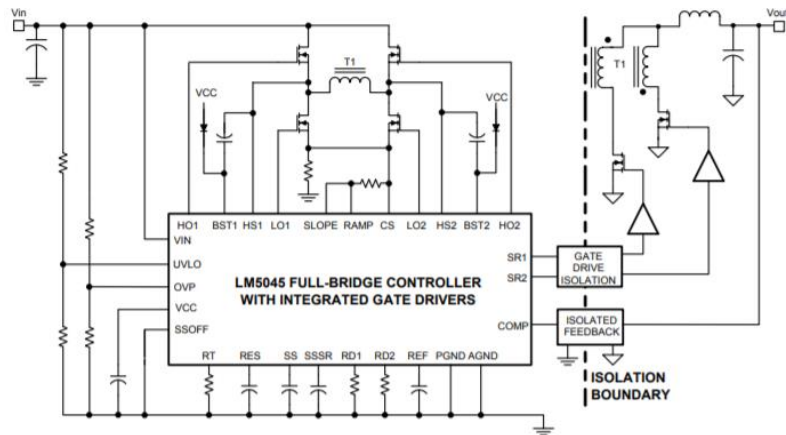 Vin
Vout
T1
T1
VCC
VCC
HO1 BST1 HS1 LO1 SLOPE RAMP CS LO2 HS2 BST2 HO2
VIN
UVLO
OVP
VCC
SSOFF
LM5045 FULL-BRIDGE CONTROLLER
WITH INTEGRATED GATE DRIVERS
SR1
SR2
COMP
GATE
DRIVE
ISOLATION
ISOLATED
FEEDBACK
RT RES SS SSSR RD1 RD2 REF PGND AGND
ISOLATION
BOUNDARY